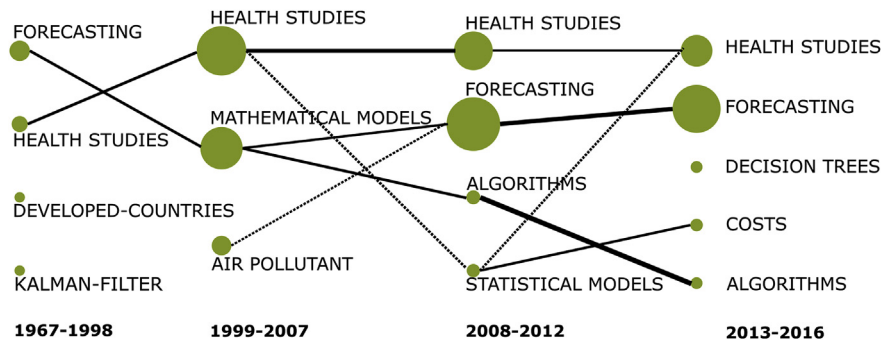 FORECASTING
HEALTH STUDIES
DEVELOPED-COUNTRIES
KALMAN-FILTER
1967-1998
HEALTH STUDIES
MATHEMATICAL MODELS
AIR POLLUTANT
1999-2007
HEALTH STUDIES
FORECASTING
ALGORITHMS
STATISTICAL MODELS
2008-2012
HEALTH STUDIES
FORECASTING
DECISION TREES
COSTS
ALGORITHMS
2013-2016